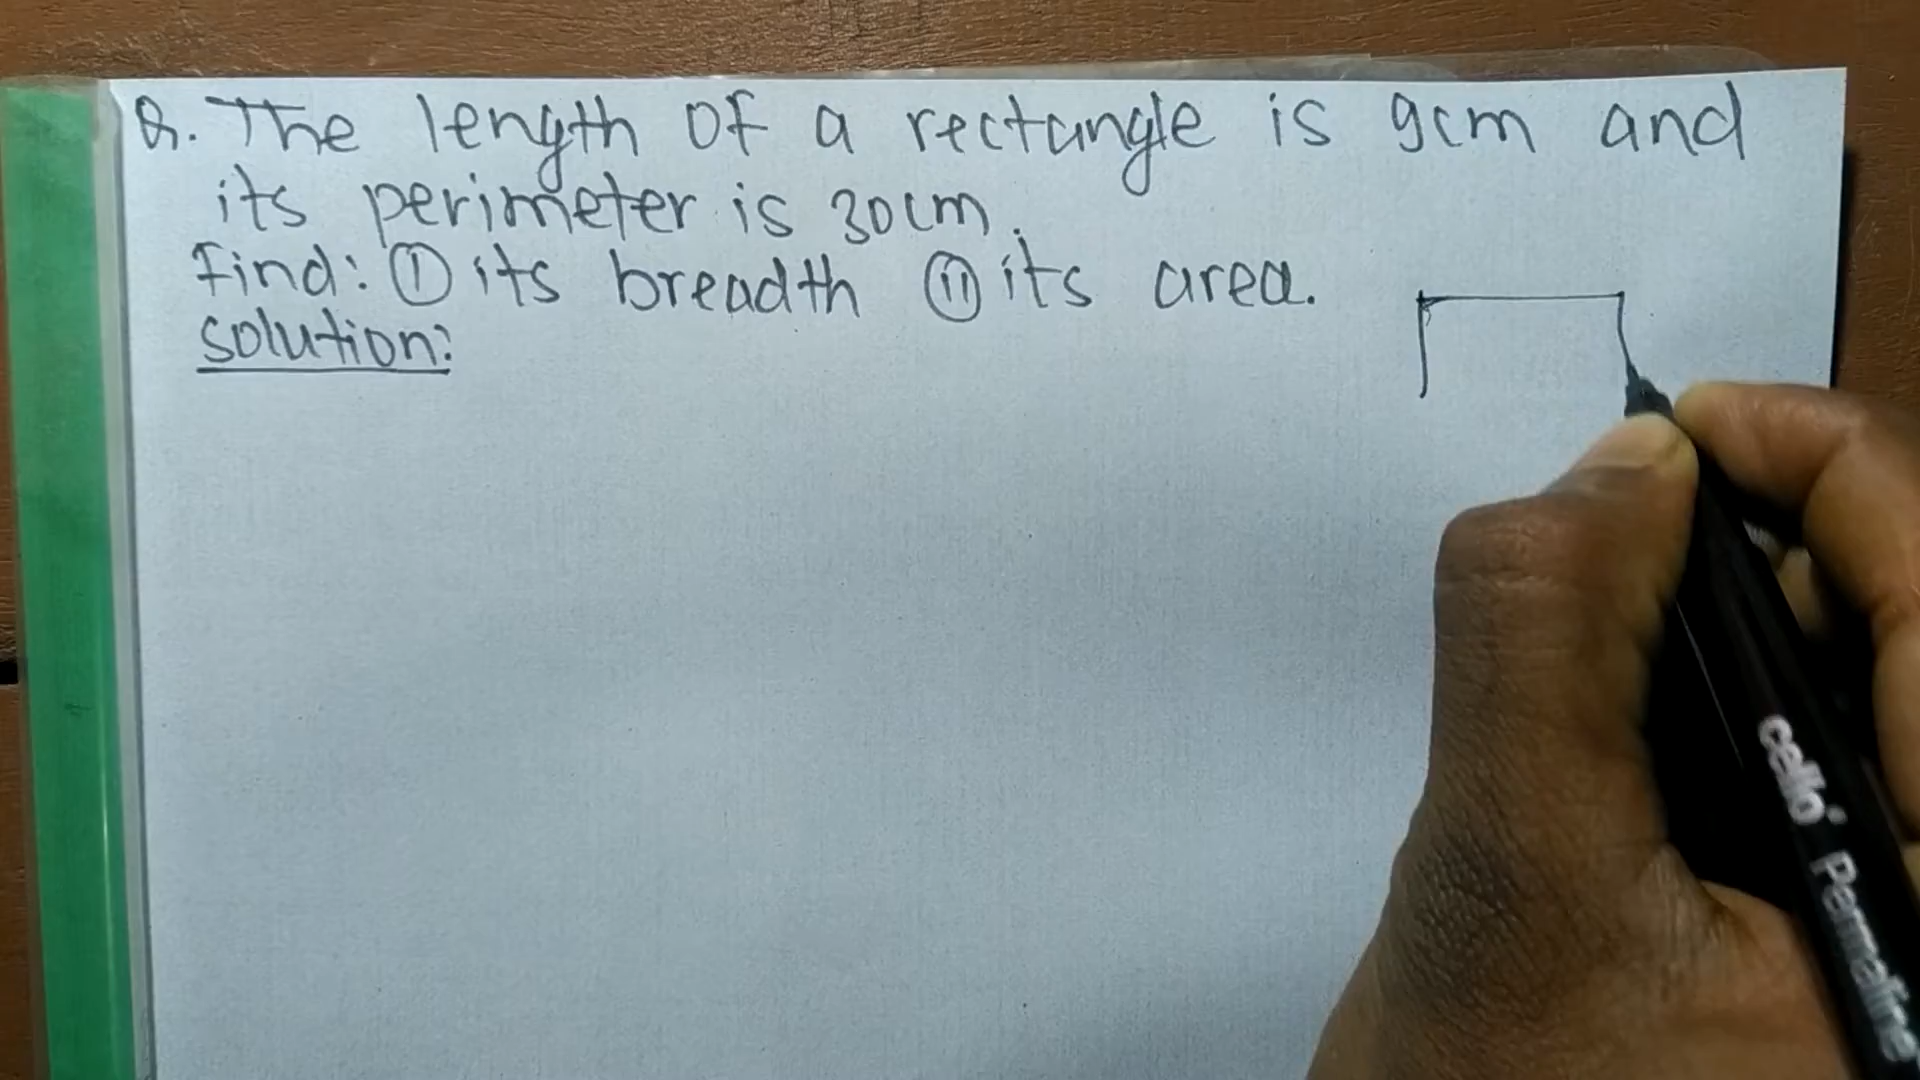 Q. The length of a rectangle is 9cm and
its perimeter is 30cm.
Find: (I) its breadth (II) its area.
Solution:
cello Permaline